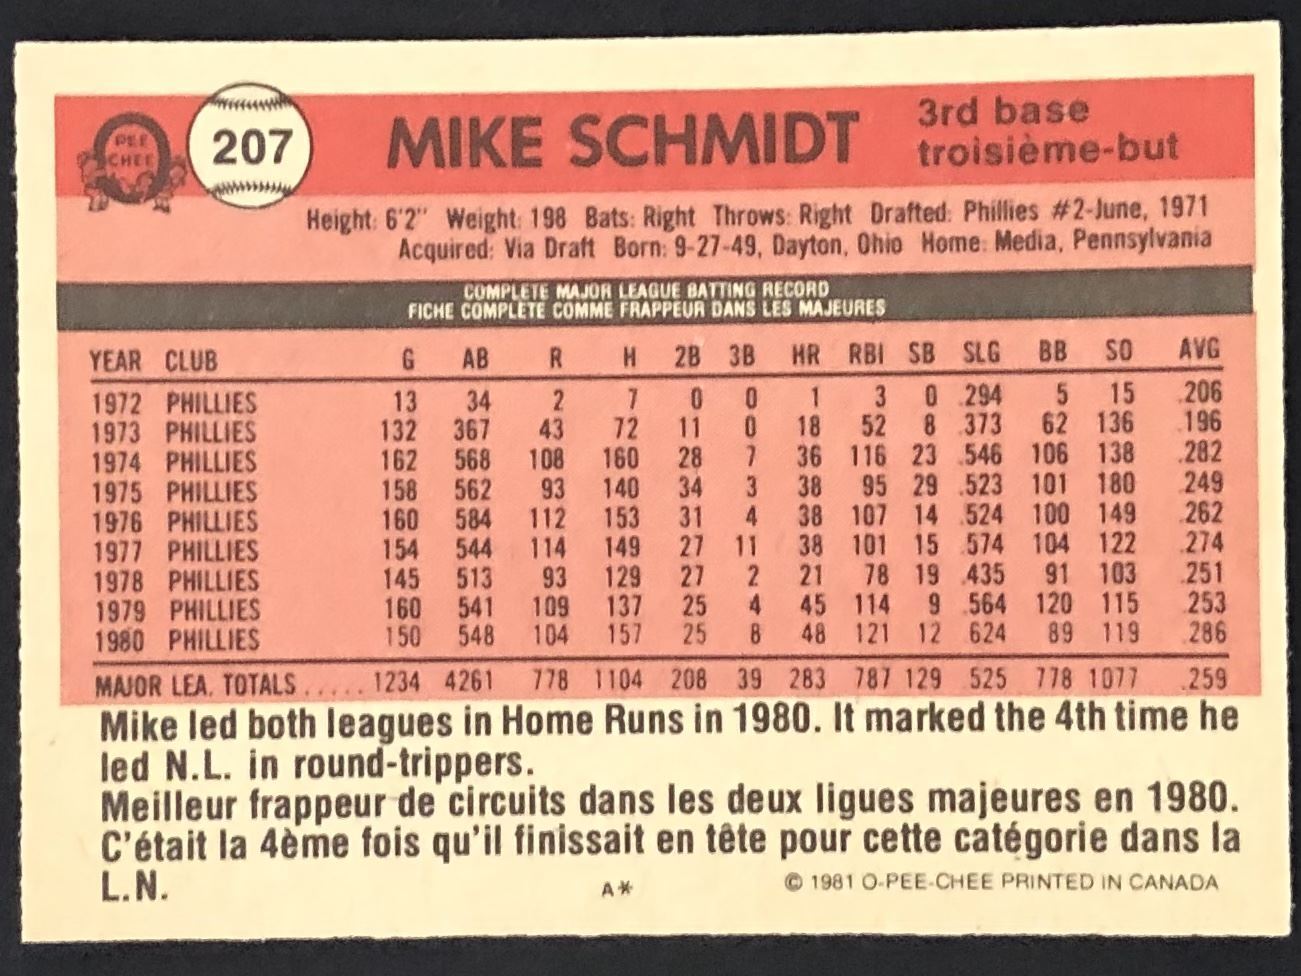 PEE
CHEE
207
MIKE SCHMIDT
3rd base
troisième-but
Height: 6'2" Weight: 198 Bats: Right Throws: Right Drafted: Phillies #2-June, 1971
Acquired: Via Draft Born: 9-27-49, Dayton, Ohio Home: Media, Pennsylvania
COMPLETE MAJOR LEAGUE BATTING RECORD
FICHE COMPLÈTE COMME FRAPPEUR DANS LES MAJEURES
YEAR CLUB G AB R H 2B 3B HR RBI SB SLG BB SO AVG
1972 PHILLIES 13 34 2 7 0 0 1 3 0 .294 5 15 .206
1973 PHILLIES 132 367 43 72 11 0 18 52 8 .373 62 136 .196
1974 PHILLIES 162 568 108 160 28 7 36 116 23 .546 106 138 .282
1975 PHILLIES 158 562 93 140 34 3 38 95 29 .523 101 180 .249
1976 PHILLIES 160 584 112 153 31 4 38 107 14 .524 100 149 .262
1977 PHILLIES 154 544 114 149 27 11 38 101 15 .574 104 122 .274
1978 PHILLIES 145 513 93 129 27 2 21 78 19 .435 91 103 .251
1979 PHILLIES 160 541 109 137 25 4 45 114 9 .564 120 115 .253
1980 PHILLIES 150 548 104 157 25 8 48 121 12 .624 89 119 .286
MAJOR LEA. TOTALS ..... 1234 4261 778 1104 208 39 283 787 129 .525 778 1077 .259
Mike led both leagues in Home Runs in 1980. It marked the 4th time he
led N.L. in round-trippers.
Meilleur frappeur de circuits dans les deux ligues majeures en 1980.
C'était la 4ème fois qu'il finissait en tête pour cette catégorie dans la
L.N.
A* © 1981 O-PEE-CHEE PRINTED IN CANADA